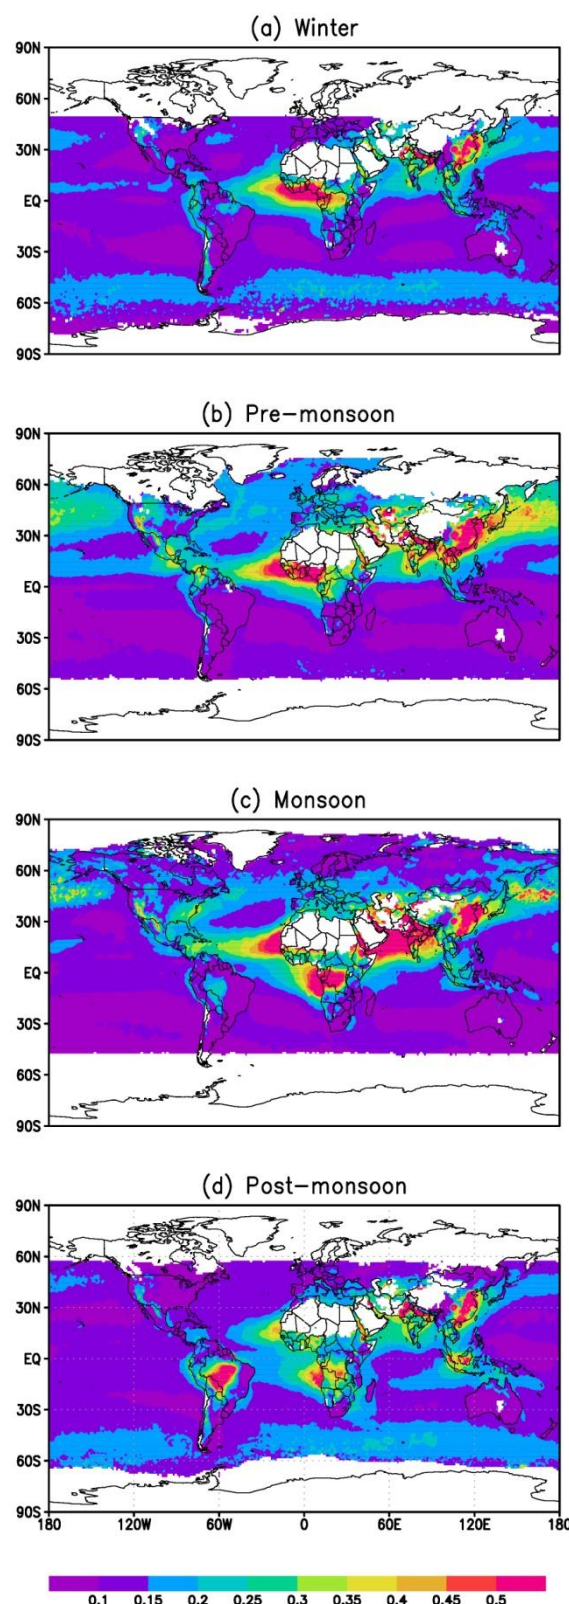 (a) Winter
90N
60N
30N
EQ
30S
60S
90S
(b) Pre-monsoon
90N
60N
30N
EQ
30S
60S
90S
(c) Monsoon
90N
60N
30N
EQ
30S
60S
90S
(d) Post-monsoon
90N
60N
30N
EQ
30S
60S
90S
180 120W 60W 0 60E 120E 180
0.1 0.15 0.2 0.25 0.3 0.35 0.4 0.45 0.5